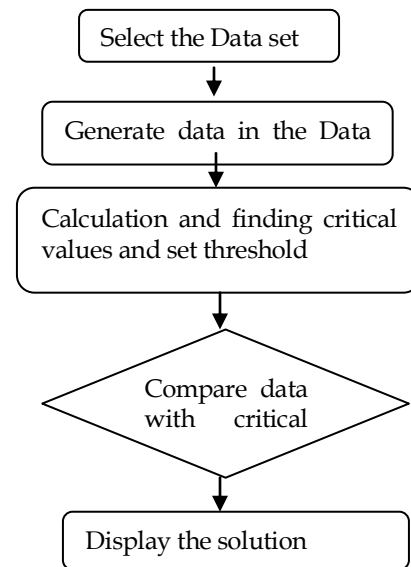 Select the Data set
Generate data in the Data
Calculation and finding critical
values and set threshold
Compare data
with critical
Display the solution